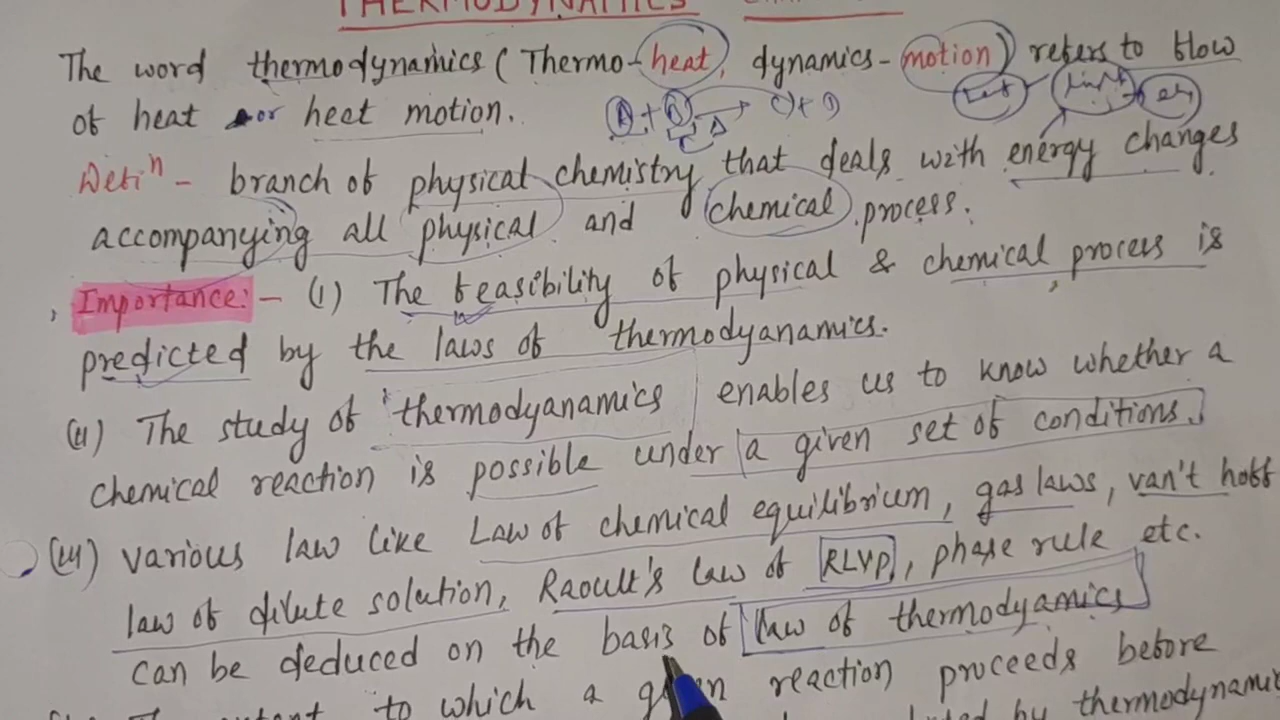 THERMODYNAMICS
The word thermodynamics (Thermo-heat, dynamics-motion) refers to flow
of heat or heat motion.
A + B → C + D
Δ
Defiⁿ - branch of physical chemistry that deals with energy changes
accompanying all physical and chemical process.
Importance:- (i) The feasibility of physical & chemical process is
predicted by the laws of thermodyanamics.
(ii) The study of thermodyanamics enables us to know whether a
chemical reaction is possible under a given set of conditions.
(iii) various law like Law of chemical equilibrium, gas laws, van't hoff
law of dilute solution, Raoult's law of RLVP, phase rule etc.
can be deduced on the basis of law of thermodyamics
to which a given reaction proceeds before
by thermodynamic